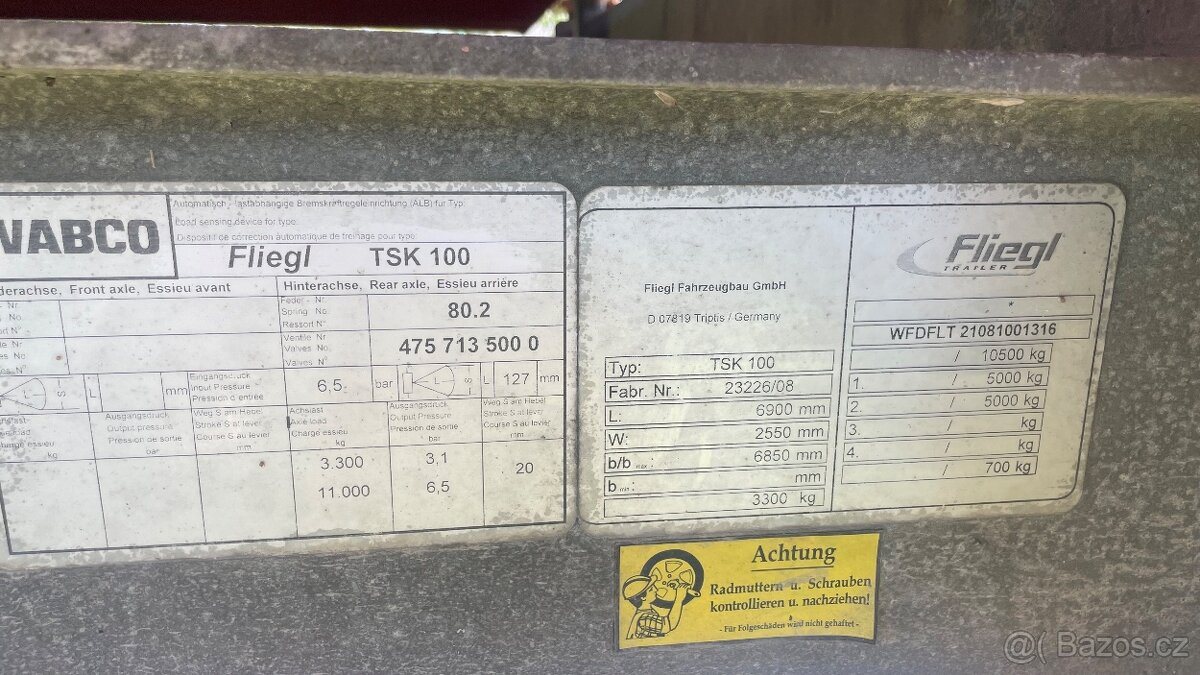 WABCO
Automatisch - lastabhängige Bremskraftregeleinrichtung (ALB) für Typ:
Load sensing device for type:
Dispositif de correction automatique de freinage pour type:
Fliegl TSK 100
derachse, Front axle, Essieu avant
Hinterachse, Rear axle, Essieu arrière
Feder - Nr
Spring No.
Ressort N°
80.2
Ventile Nr
Valves No.
Valves N°
475 713 500 0
L
mm
Eingangsdruck
Input Pressure
Pression d'entrée
6,5
bar
L
S
L
127
mm
kg
Ausgangsdruck
Output Pressure
Pression de sortie
bar
Weg S am Hebel
Stroke S at lever
Course S au levier
mm
Achslast
Axle load
Charge essieu
kg
Ausgangsdruck
Output Pressure
Pression de sortie
bar
Weg S am Hebel
Stroke S at lever
Course S au levier
mm
3.300
3,1
20
11.000
6,5
Fliegl Fahrzeugbau GmbH
D 07819 Triptis / Germany
Typ: TSK 100
Fabr. Nr.: 23226/08
L: 6900 mm
W: 2550 mm
b/b max.: 6850 mm
b min.: mm
3300 kg
Fliegl
TRAILER
*
WFDFLT 21081001316
/ 10500 kg
1. / 5000 kg
2. / 5000 kg
3. / kg
4. / kg
/ 700 kg
Achtung
Radmuttern u. Schrauben
kontrollieren u. nachziehen!
- Für Folgeschäden wird nicht gehaftet -
@( Bazos.cz